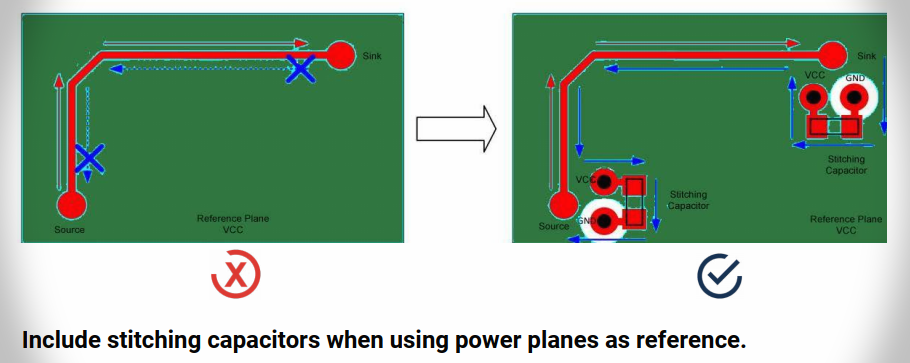 Sink
Source
Reference Plane
VCC
Sink
VCC
GND
Stitching
Capacitor
VCC
GND
Stitching
Capacitor
Source
Reference Plane
VCC
X
Include stitching capacitors when using power planes as reference.